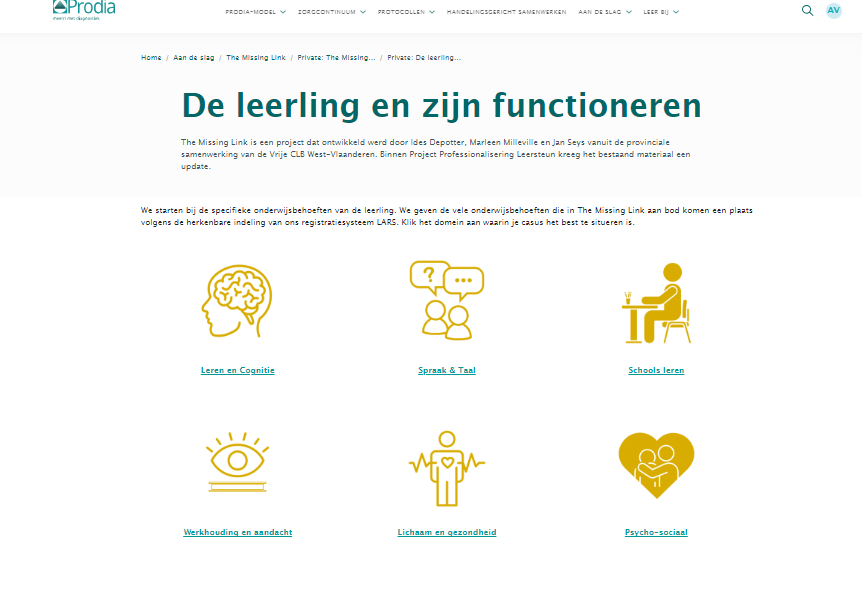 Prodia
PRODIA-MODEL ZORGCONTINUUM PROTOCOLLEN HANDELINGSGERICHT SAMENWERKEN AAN DE SLAG LEER BIJ
AV
Home / Aan de slag / The Missing Link / Private: The Missing... / Private: De leerling...
De leerling en zijn functioneren
The Missing Link is een project dat ontwikkeld werd door Ides Depotter, Marleen Milleville en Jan Seys vanuit de provinciale
samenwerking van de Vrije CLB West-Vlaanderen. Binnen Project Professionalisering Leersteun kreeg het bestaand materiaal een
update.
We starten bij de specifieke onderwijsbehoeften van de leerling. We geven de vele onderwijsbehoeften die in The Missing Link aan bod komen een plaats
volgens de herkenbare indeling van ons registratiesysteem LARS. Klik het domein aan waarin je casus het best te situeren is.
?
Leren en Cognitie Spraak & Taal Schools leren
Werkhouding en aandacht Lichaam en gezondheid Psycho-sociaal